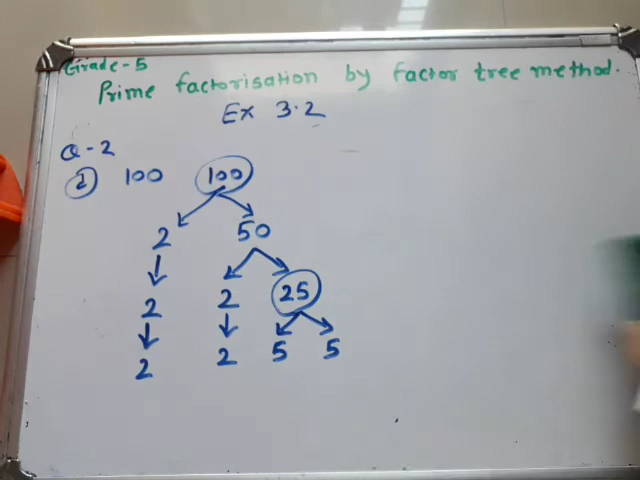 Grade-5
Prime factorisation by factor tree method.
Ex 3.2
Q-2
d 100 100
2 50
2 2 25
2 2 5 5